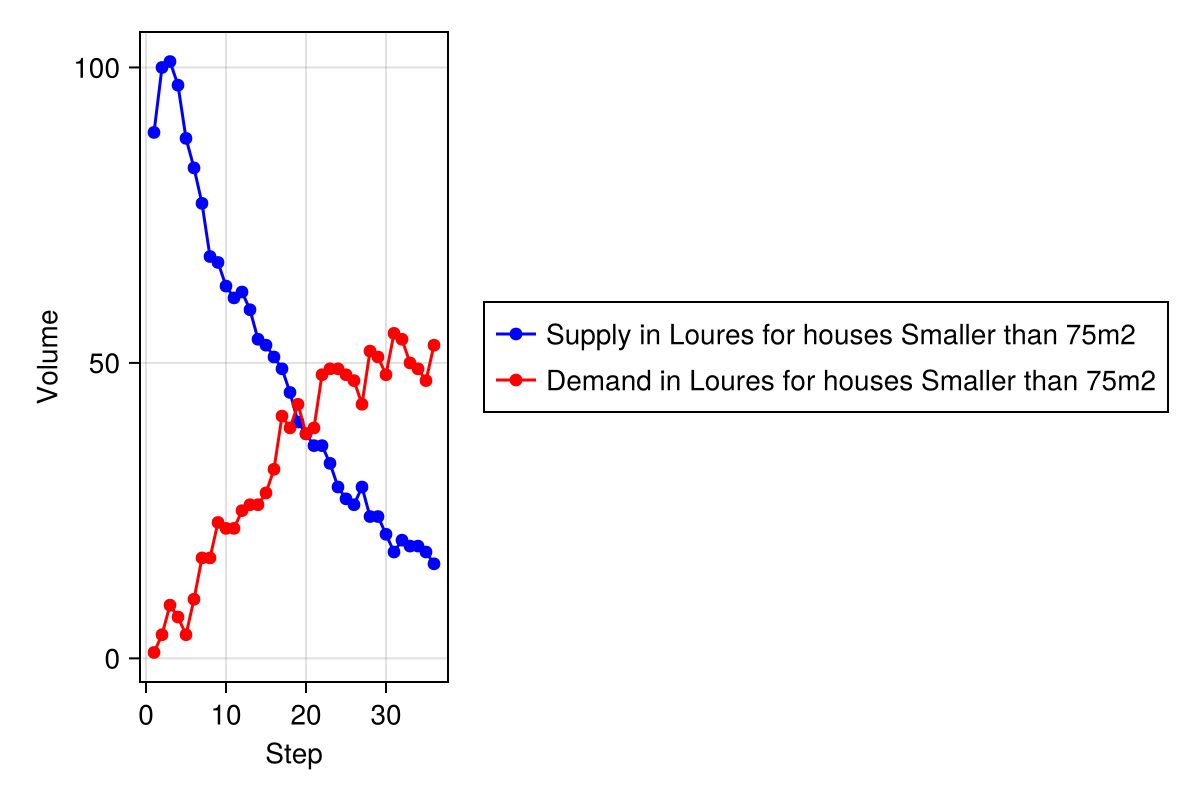 100
50
0
Volume
0 10 20 30
Step
Supply in Loures for houses Smaller than 75m2
Demand in Loures for houses Smaller than 75m2